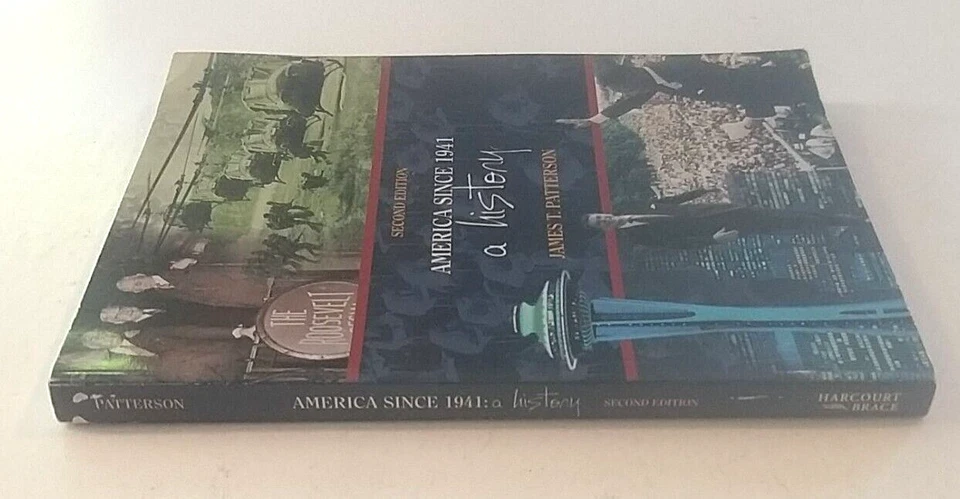 SECOND EDITION
AMERICA SINCE 1941
a history
JAMES T. PATTERSON
THE
ROOSEVELT
PATTERSON
AMERICA SINCE 1941: a history
SECOND EDITION
HARCOURT
BRACE